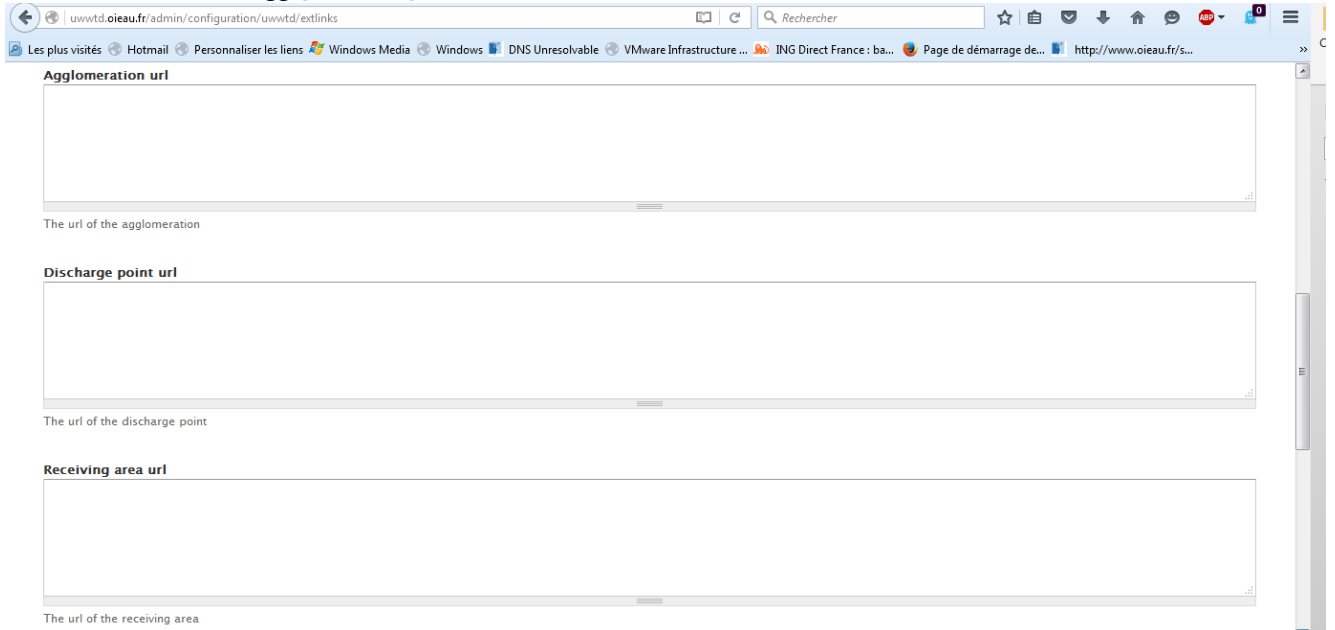 uwwtd.oieau.fr/admin/configuration/uwwtd/extlinks
Rechercher
ABP
0
Les plus visités Hotmail Personnaliser les liens Windows Media Windows DNS Unresolvable VMware Infrastructure ... ING Direct France : ba... Page de démarrage de... http://www.oieau.fr/s... »
Agglomeration url
The url of the agglomeration
Discharge point url
The url of the discharge point
Receiving area url
The url of the receiving area